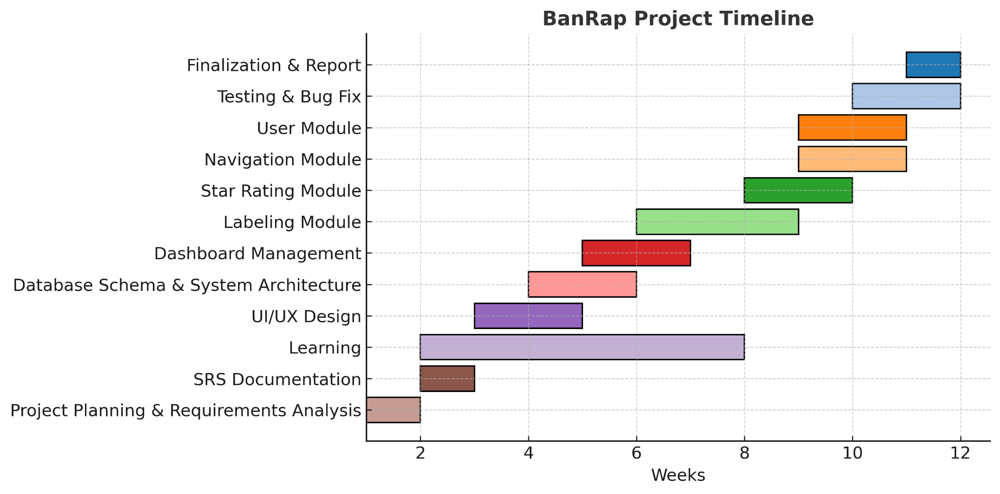 BanRap Project Timeline
Finalization & Report
Testing & Bug Fix
User Module
Navigation Module
Star Rating Module
Labeling Module
Dashboard Management
Database Schema & System Architecture
UI/UX Design
Learning
SRS Documentation
Project Planning & Requirements Analysis
2 4 6 8 10 12
Weeks